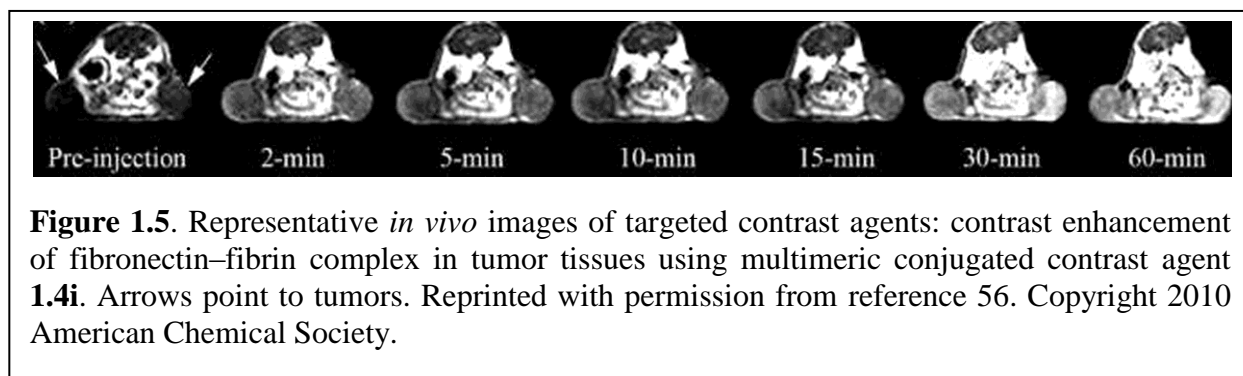 Pre-injection 2-min 5-min 10-min 15-min 30-min 60-min
Figure 1.5. Representative in vivo images of targeted contrast agents: contrast enhancement
of fibronectin–fibrin complex in tumor tissues using multimeric conjugated contrast agent
1.4i. Arrows point to tumors. Reprinted with permission from reference 56. Copyright 2010
American Chemical Society.